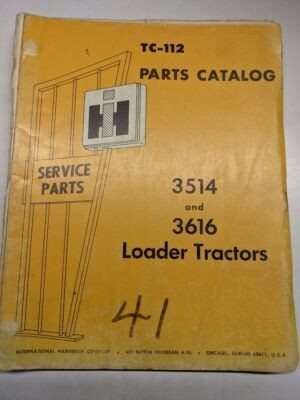 TC-112
PARTS CATALOG
IH
SERVICE
PARTS
3514
and
3616
Loader Tractors
41
INTERNATIONAL HARVESTER COMPANY • 401 NORTH MICHIGAN AVE. • CHICAGO, ILLINOIS 60611, U.S.A.